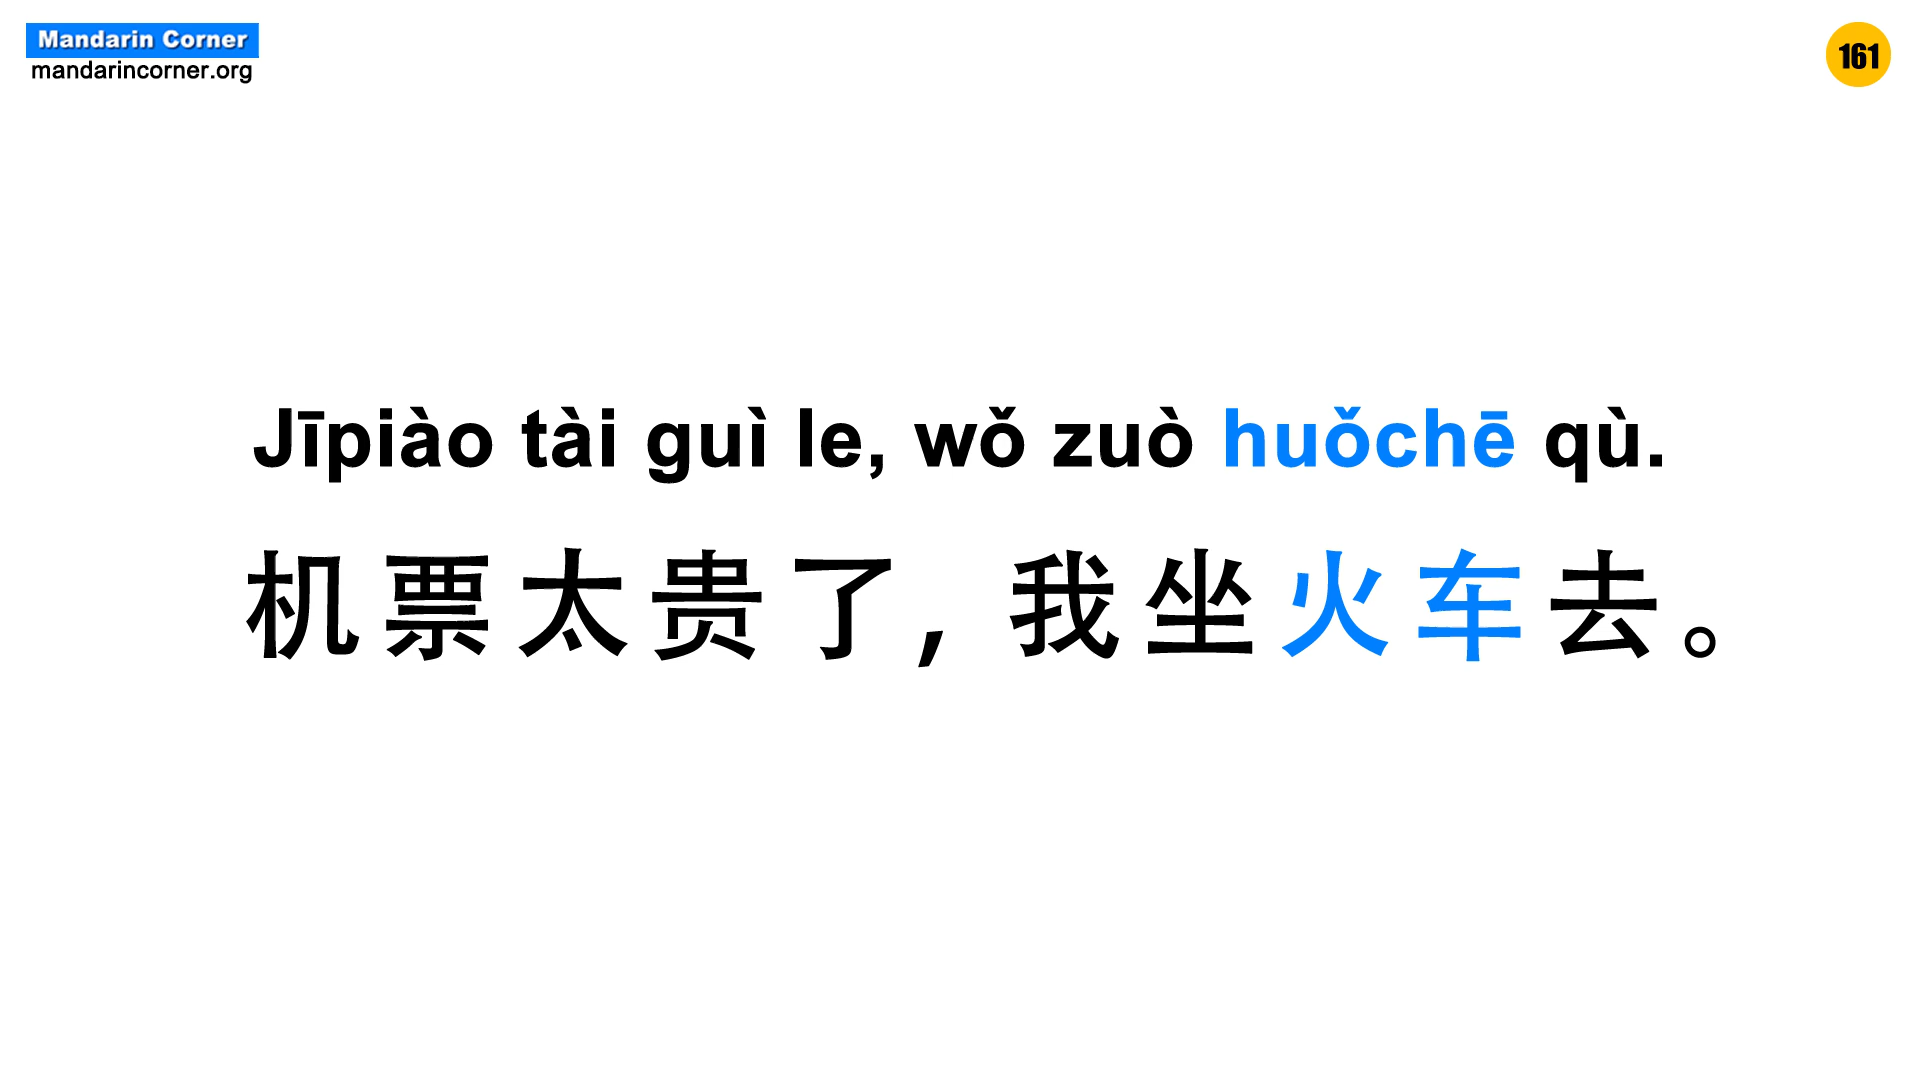 Mandarin Corner
mandarincorner.org
161
Jīpiào tài guì le, wǒ zuò huǒchē qù.
机票太贵了, 我坐火车去。